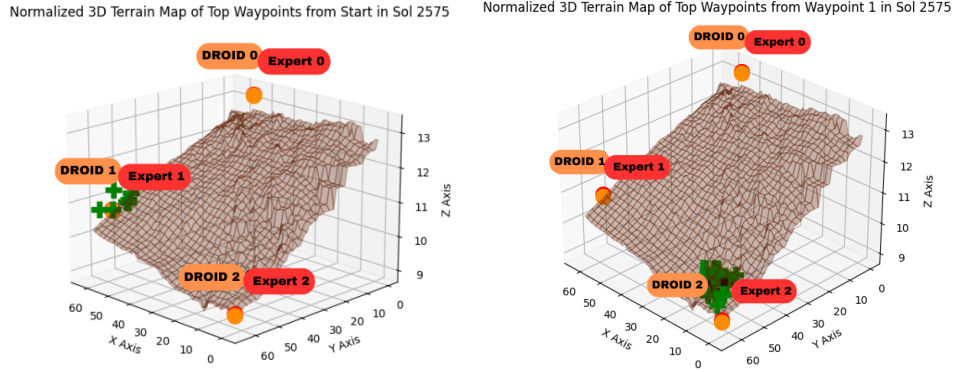 Normalized 3D Terrain Map of Top Waypoints from Start in Sol 2575
DROID 0
Expert 0
DROID 1
Expert 1
DROID 2
Expert 2
13
12
11
10
9
Z Axis
60
50
40
30
20
10
0
X Axis
60
50
40
30
20
10
0
Y Axis
Normalized 3D Terrain Map of Top Waypoints from Waypoint 1 in Sol 2575
DROID 0
Expert 0
DROID 1
Expert 1
DROID 2
Expert 2
13
12
11
10
9
Z Axis
60
50
40
30
20
10
0
X Axis
60
50
40
30
20
10
0
Y Axis